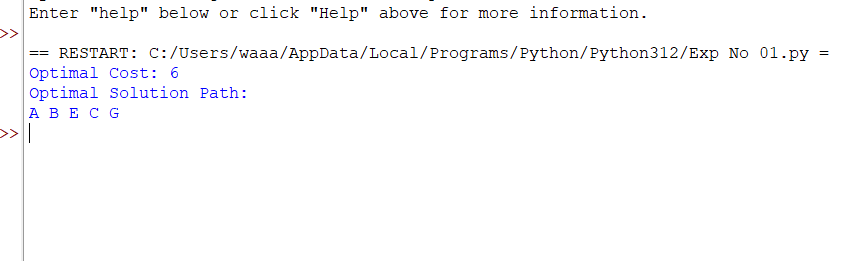 Enter "help" below or click "Help" above for more information.
>>
== RESTART: C:/Users/waaa/AppData/Local/Programs/Python/Python312/Exp No 01.py =
Optimal Cost: 6
Optimal Solution Path:
A B E C G
>>